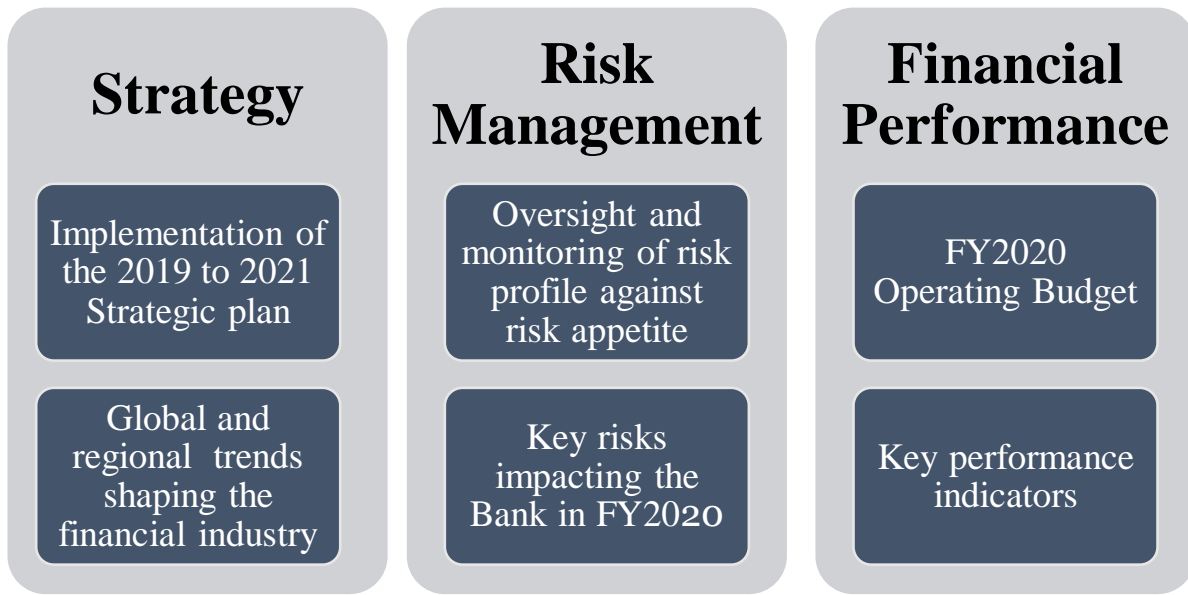 Strategy
Implementation of
the 2019 to 2021
Strategic plan
Global and
regional trends
shaping the
financial industry
Risk
Management
Oversight and
monitoring of risk
profile against
risk appetite
Key risks
impacting the
Bank in FY2020
Financial
Performance
FY2020
Operating Budget
Key performance
indicators